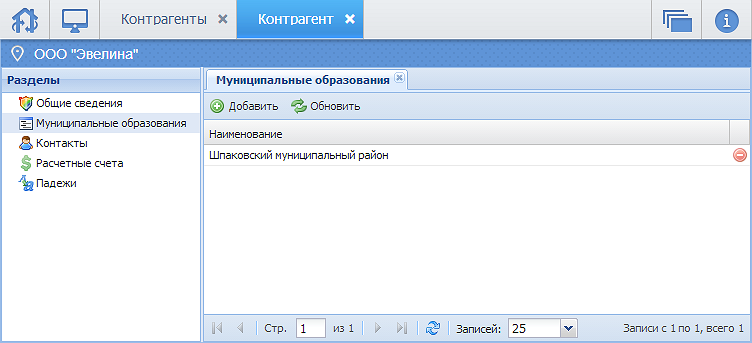 Контрагенты
Контрагент
ООО "Эвелина"
Разделы
Общие сведения
Муниципальные образования
Контакты
Расчетные счета
Падежи
Муниципальные образования
Добавить
Обновить
Наименование
Шпаковский муниципальный район
Стр. 1 из 1
Записей: 25
Записи с 1 по 1, всего 1